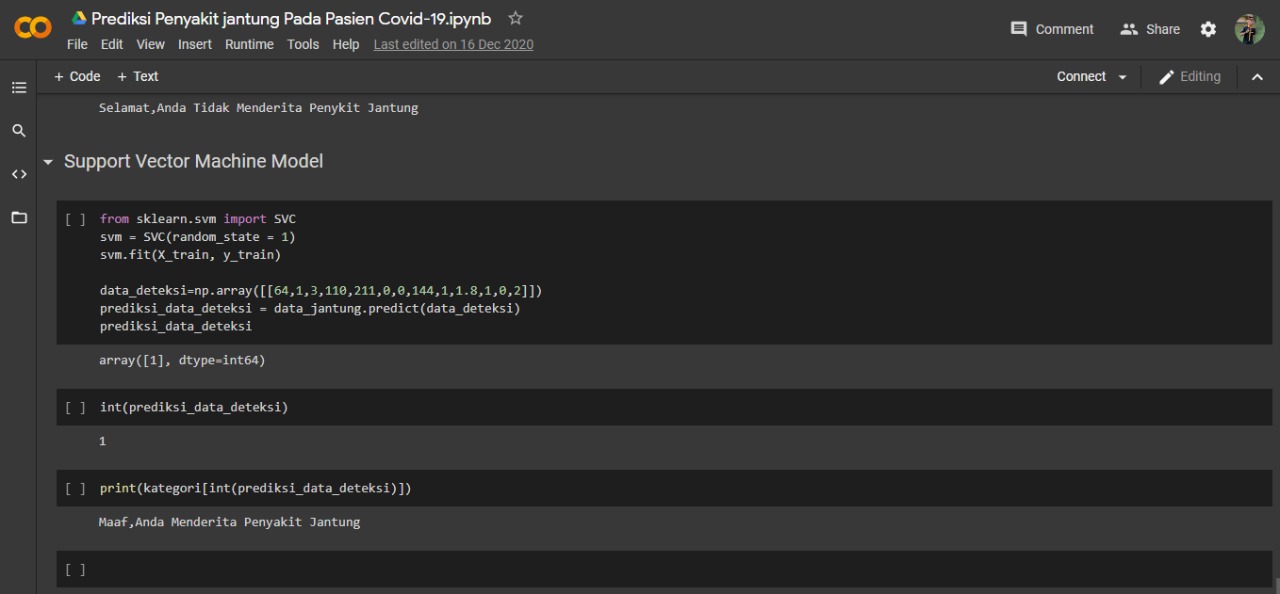 Prediksi Penyakit jantung Pada Pasien Covid-19.ipynb
File Edit View Insert Runtime Tools Help Last edited on 16 Dec 2020
Comment Share
+ Code + Text
Connect Editing
Selamat,Anda Tidak Menderita Penykit Jantung
Support Vector Machine Model
[ ] from sklearn.svm import SVC
svm = SVC(random_state = 1)
svm.fit(X_train, y_train)
data_deteksi=np.array([[64,1,3,110,211,0,0,144,1,1.8,1,0,2]])
prediksi_data_deteksi = data_jantung.predict(data_deteksi)
prediksi_data_deteksi
array([1], dtype=int64)
[ ] int(prediksi_data_deteksi)
1
[ ] print(kategori[int(prediksi_data_deteksi)])
Maaf,Anda Menderita Penyakit Jantung
[ ]